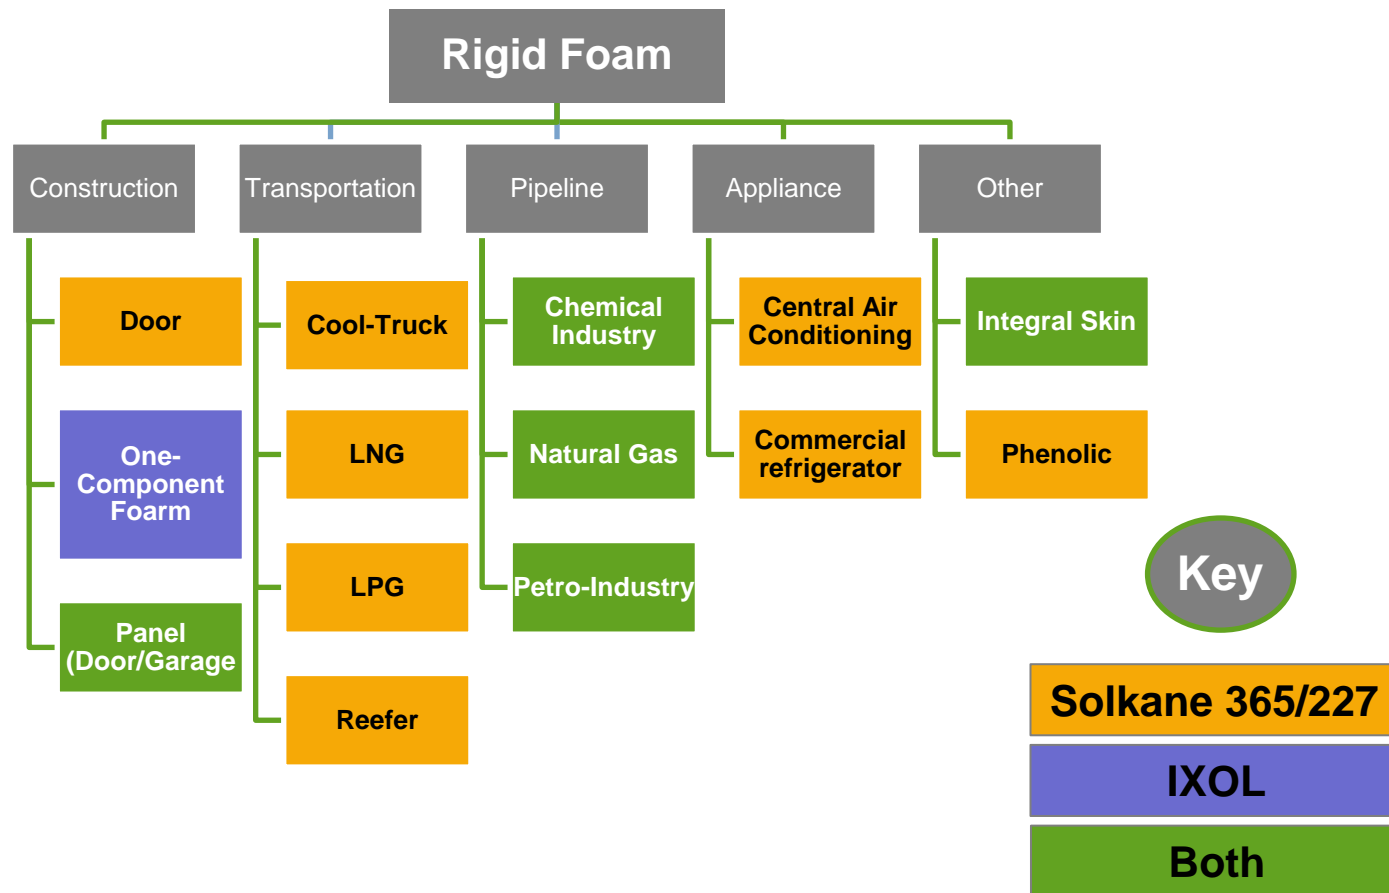 Rigid Foam
Construction
Transportation
Pipeline
Appliance
Other
Door
One-
Component
Foarm
Panel
(Door/Garage
Cool-Truck
LNG
LPG
Reefer
Chemical
Industry
Natural Gas
Petro-Industry
Central Air
Conditioning
Commercial
refrigerator
Integral Skin
Phenolic
Key
Solkane 365/227
IXOL
Both